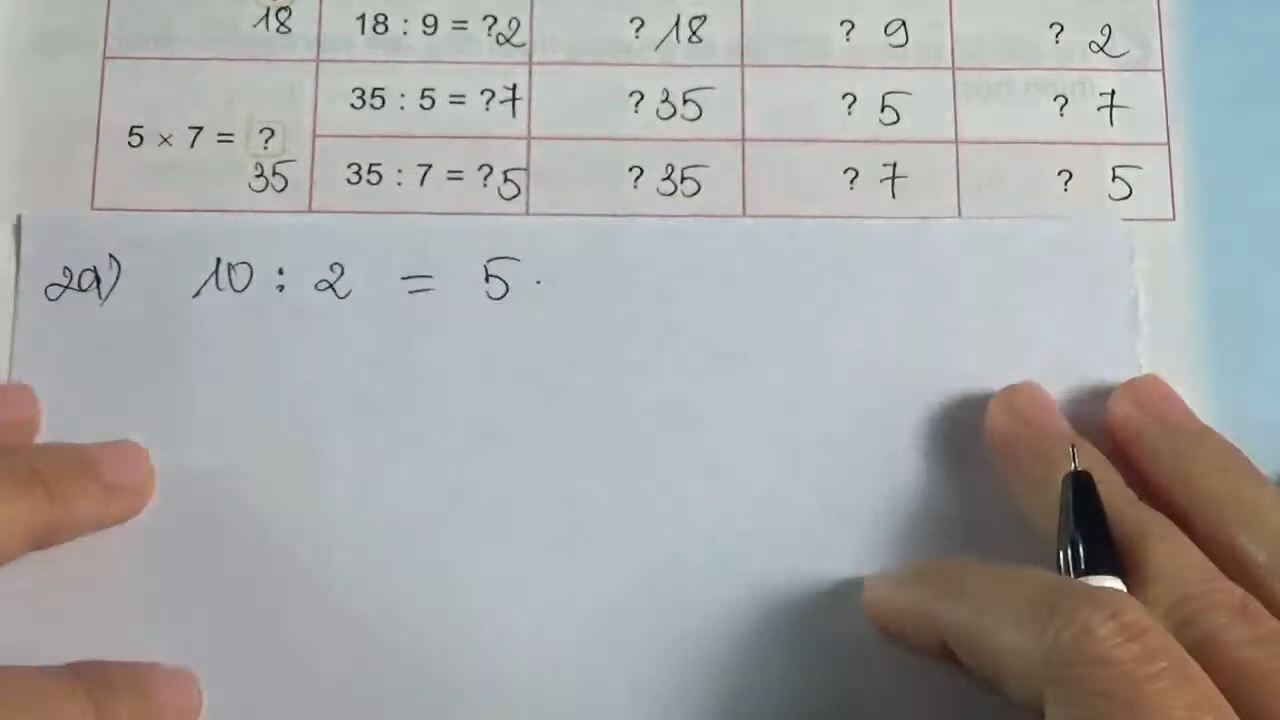 18 18 : 9 = ?2 ? 18 ? 9 ? 2
35 : 5 = ?7 ? 35 ? 5 ? 7
5 × 7 = ?
35 35 : 7 = ?5 ? 35 ? 7 ? 5
2a) 10 : 2 = 5.